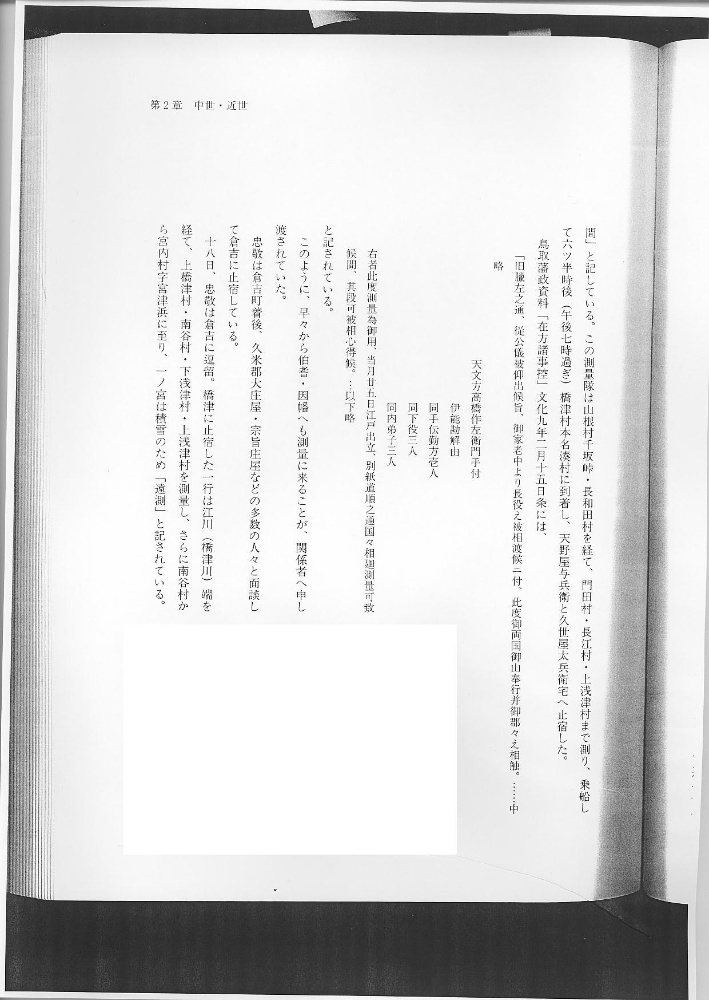 第2章　中世・近世
間」と記している。この測量隊は山根村千坂峠・長和田村を経て、門田村・長江村・上浅津村まで測り、乗船し
て六ツ半時後（午後七時過ぎ）橋津村本名湊村に到着し、天野屋与兵衛と久世屋太兵衛宅へ止宿した。
鳥取藩政資料「在方諸事控」文化九年二月十五日条には、
「旧臘左之通、従公儀被仰出候旨、御家老中より長役え被相渡候ニ付、此度御両国御山奉行并御郡々え相触。……中
略
天文方高橋作左衛門手付
伊能勘解由
同手伝勤方壱人
同下役三人
同内弟子三人
右者此度測量為御用、当月廿五日江戸出立、別紙道順之通国々相廻測量可致
候間、其段可被相心得候。…以下略
と記されている。
このように、早々から伯耆・因幡へも測量に来ることが、関係者へ申し
渡されていた。
忠敬は倉吉町着後、久米郡大庄屋・宗旨庄屋などの多数の人々と面談し
て倉吉に止宿している。
十八日、忠敬は倉吉に逗留。橋津に止宿した一行は江川（橋津川）端を
経て、上橋津村・南谷村・下浅津村・上浅津村を測量し、さらに南谷村か
ら宮内村字宮津浜に至り、一ノ宮は積雪のため「遠測」と記されている。